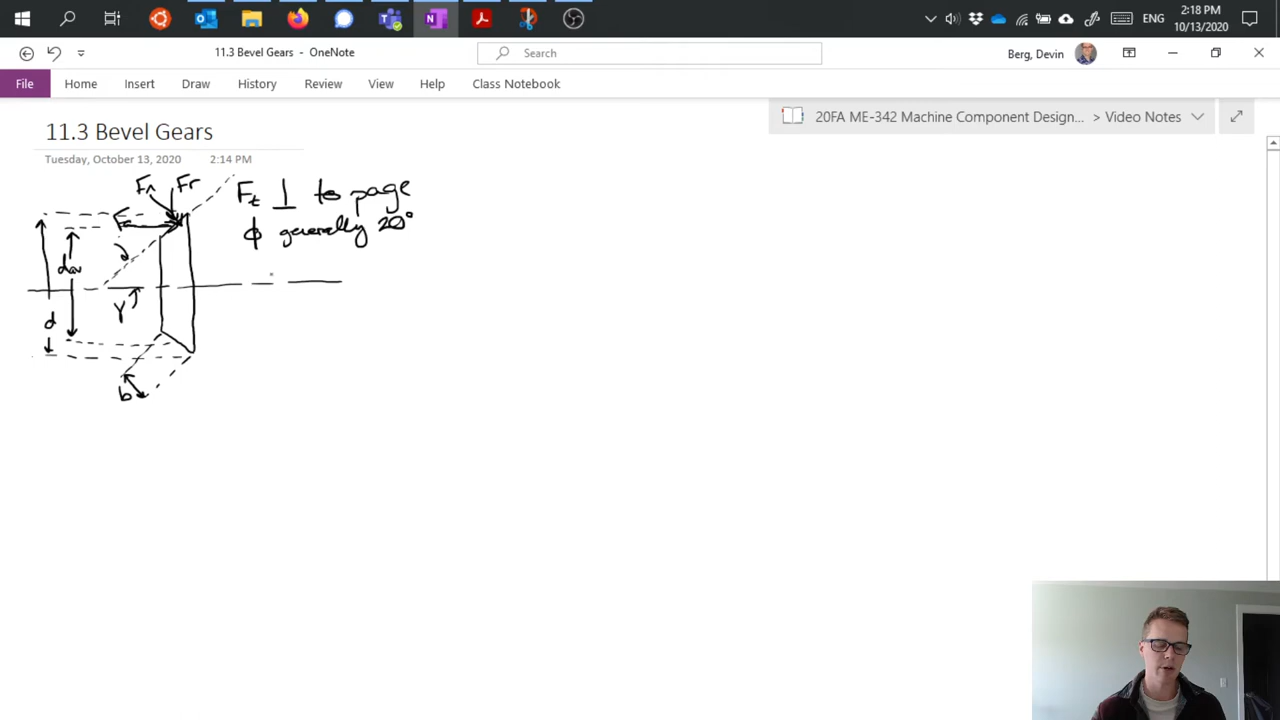 2:18 PM
ENG
10/13/2020
11.3 Bevel Gears - OneNote
Search
Berg, Devin
File Home Insert Draw History Review View Help Class Notebook
20FA ME-342 Machine Component Design... > Video Notes
11.3 Bevel Gears
Tuesday, October 13, 2020 2:14 PM
Fn Fr
Ft ⊥ to page
Fa
ϕ generally 20°
dav
γ
d
b